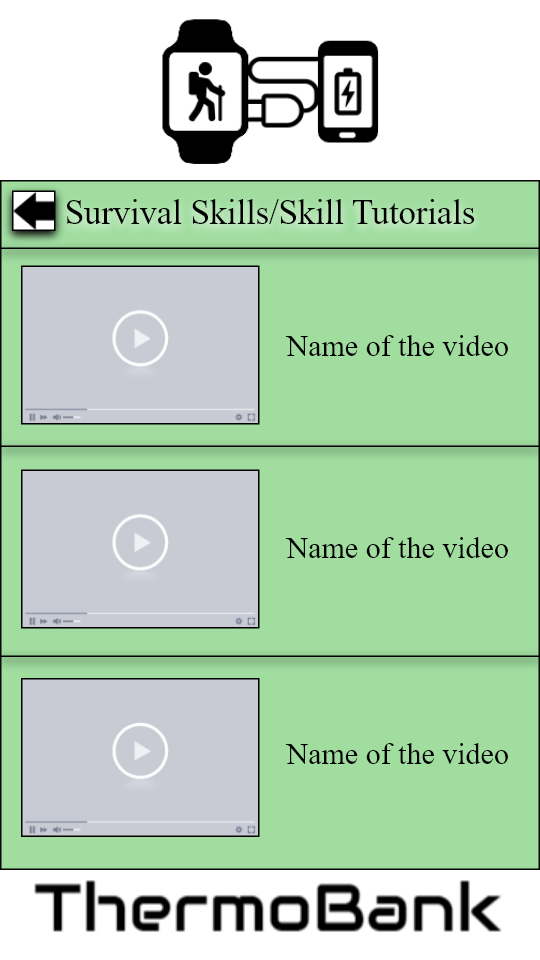 Survival Skills/Skill Tutorials
Name of the video
Name of the video
Name of the video
ThermoBank